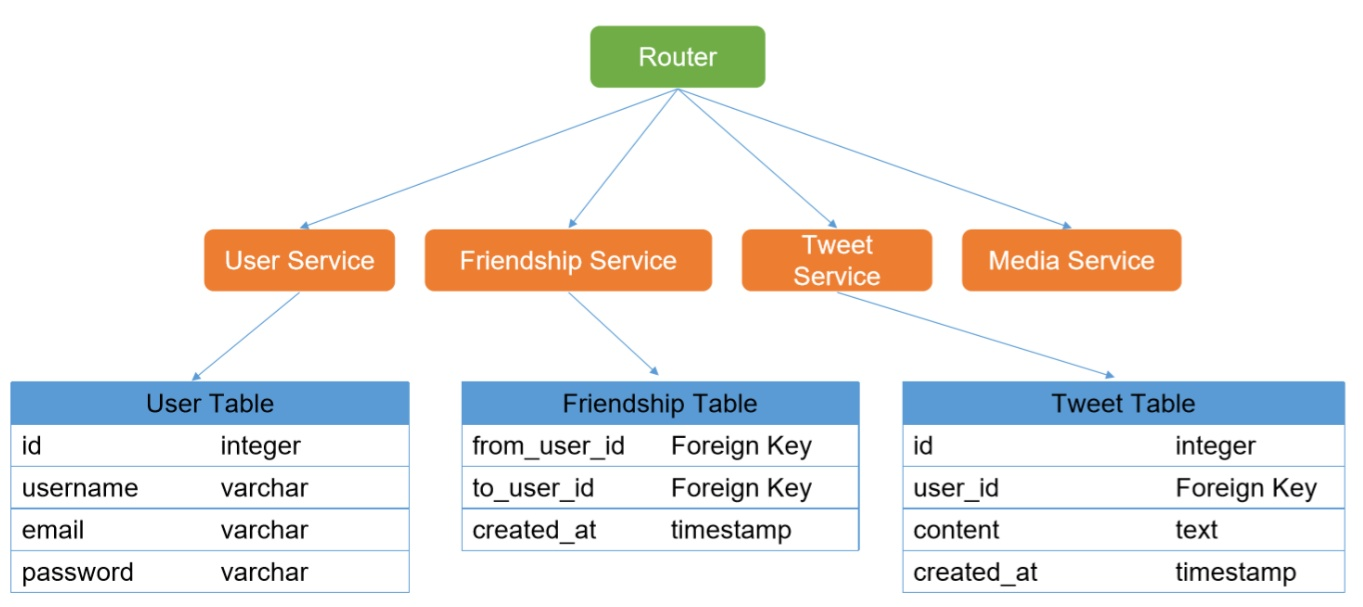 Router
User Service
Friendship Service
Tweet
Service
Media Service
User Table
id integer
username varchar
email varchar
password varchar
Friendship Table
from_user_id Foreign Key
to_user_id Foreign Key
created_at timestamp
Tweet Table
id integer
user_id Foreign Key
content text
created_at timestamp